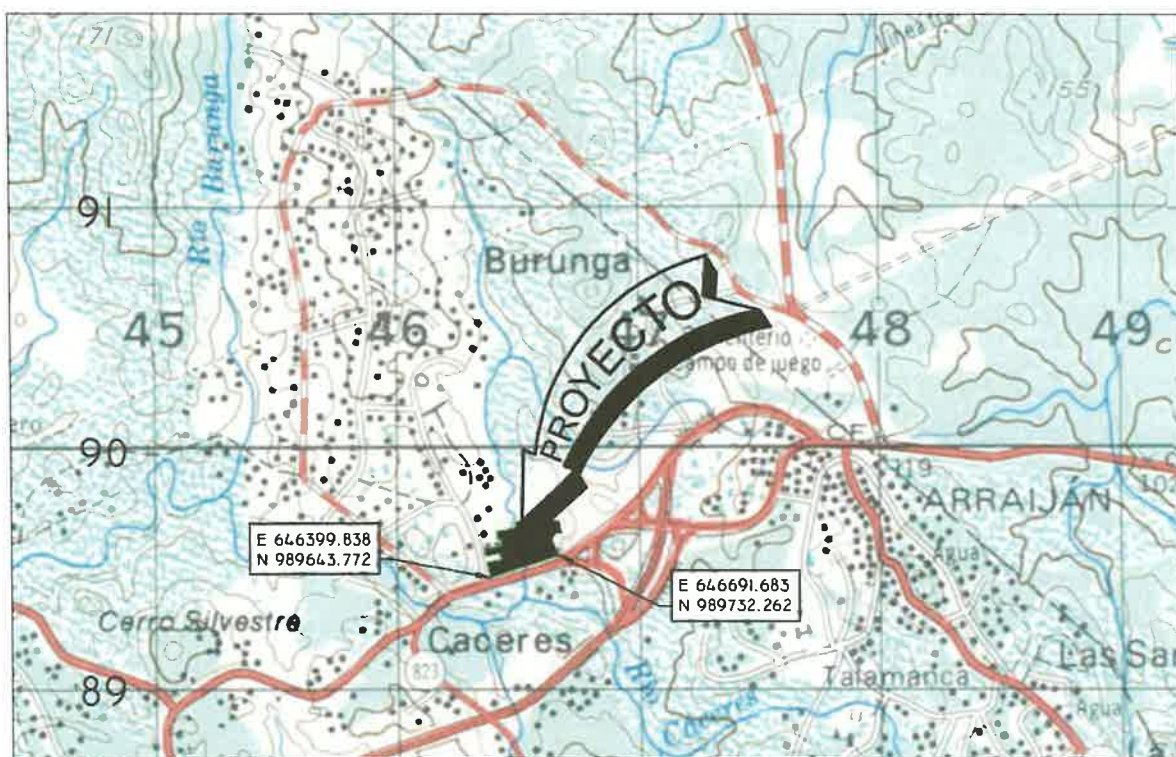 171
155
Río Burunga
91
Burunga
45
46
48
49
PROYECTO
campo de juego
90
119
ARRAIJÁN
Agua
E 646399.838
N 989643.772
E 646691.683
N 989732.262
Cerro Silvestre
Caceres
823
Talamanca
Las
Agua
89
Río Caceres